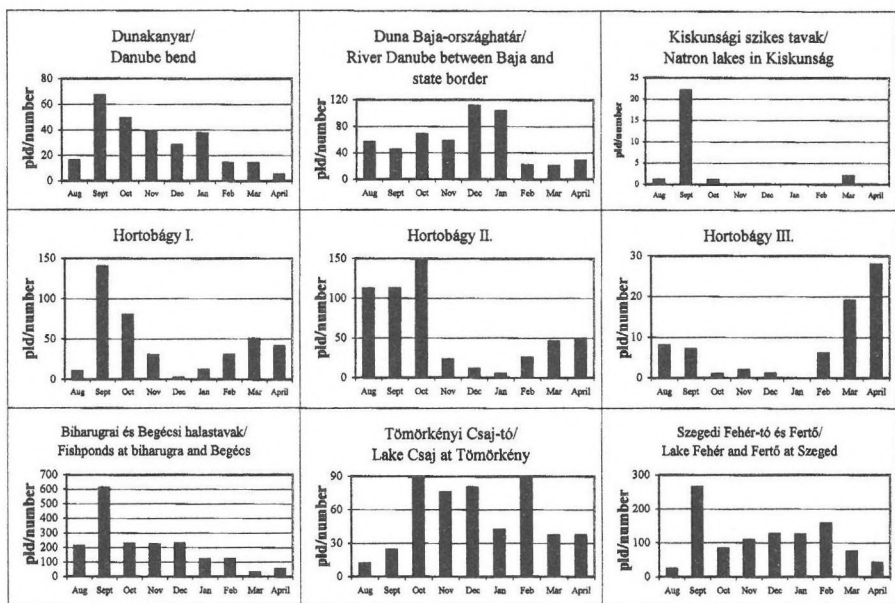 Dunakanyar/
Danube bend
pld/number
80
60
40
20
0
Aug Sept Oct Nov Dec Jan Feb Mar April
Duna Baja-országhatár/
River Danube between Baja and
state border
pld/number
120
80
40
0
Aug Sept Oct Nov Dec Jan Feb Mar April
Kiskunsági szikes tavak/
Natron lakes in Kiskunság
pld/number
25
20
15
10
5
0
Aug Sept Oct Nov Dec Jan Feb Mar April
Hortobágy I.
pld/number
150
100
50
0
Aug Sept Oct Nov Dec Jan Feb Mar April
Hortobágy II.
pld/number
150
100
50
0
Aug Sept Oct Nov Dec Jan Feb Mar April
Hortobágy III.
pld/number
30
20
10
0
Aug Sept Oct Nov Dec Jan Feb Mar April
Biharugrai és Begécsi halastavak/
Fishponds at biharugra and Begécs
pld/number
700
600
500
400
300
200
100
0
Aug Sept Oct Nov Dec Jan Feb Mar April
Tömörkényi Csaj-tó/
Lake Csaj at Tömörkény
pld/number
90
60
30
0
Aug Sept Oct Nov Dec Jan Feb Mar April
Szegedi Fehér-tó és Fertő/
Lake Fehér and Fertő at Szeged
pld/number
300
200
100
0
Aug Sept Oct Nov Dec Jan Feb Mar April